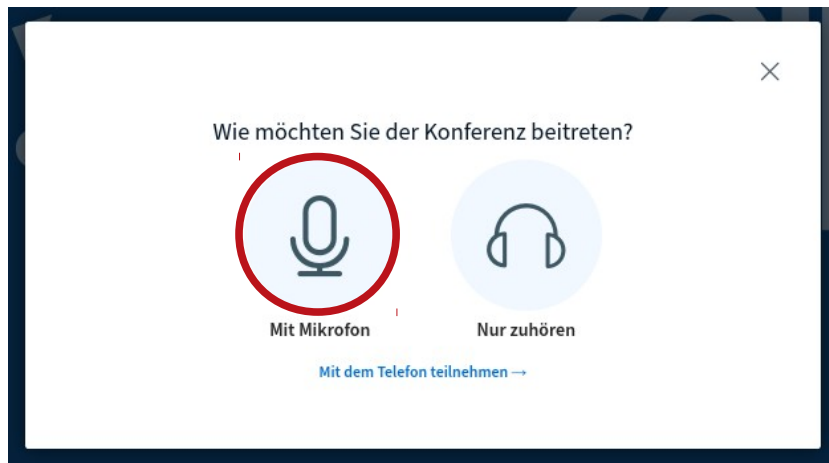 Wie möchten Sie der Konferenz beitreten?
Mit Mikrofon
Nur zuhören
Mit dem Telefon teilnehmen →